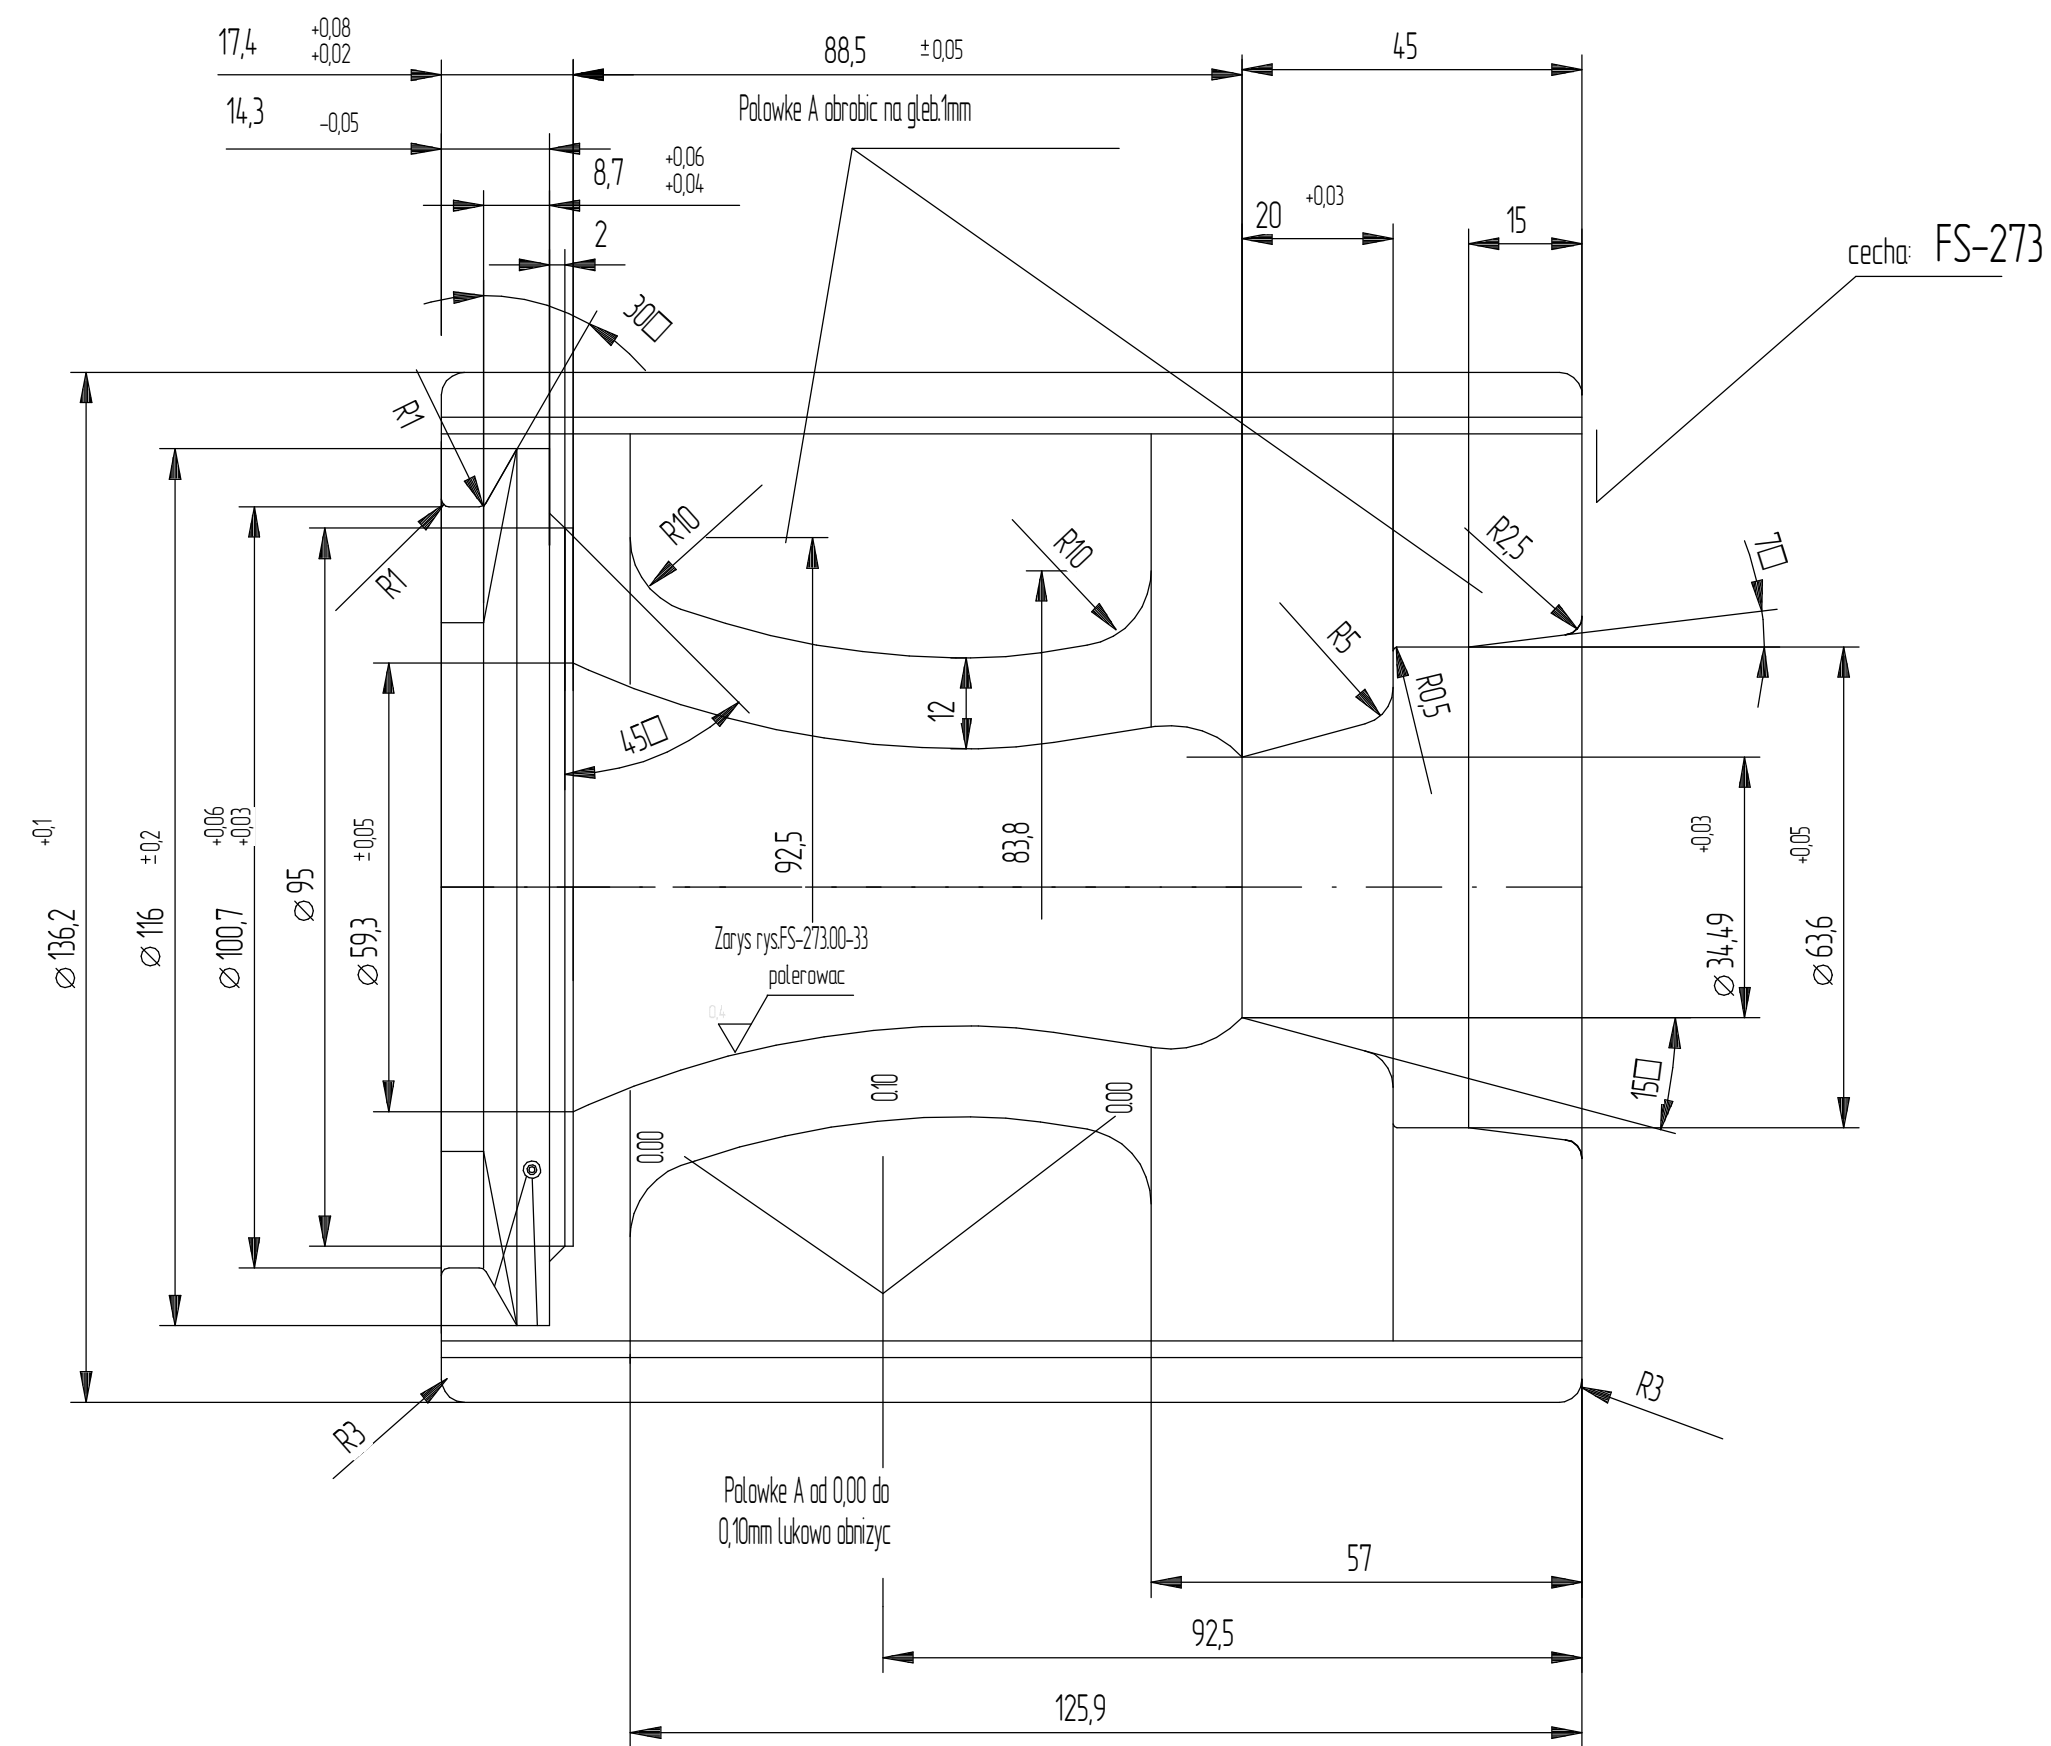 17,4 +0,08
+0,02
88,5 ±0,05
45
14,3 -0,05
Polowke A obrobic na gleb.1mm
8,7 +0,06
+0,04
2
20 +0,03
15
cecha: FS-273
30□
R1
R1
R10
R10
R2,5
7□
R5
R0,5
45□
12
+0,1
⌀136,2
±0,2
⌀116
+0,06
+0,03
⌀100,7
⌀95
±0,05
⌀59,3
92,5
83,8
+0,03
⌀34,49
+0,05
⌀63,6
Zarys rys.FS-273.00-33
polerowac
0,4
15□
0.00
0.10
0.00
R3
R3
Polowke A od 0,00 do
0,10mm lukowo obnizyc
57
92,5
125,9